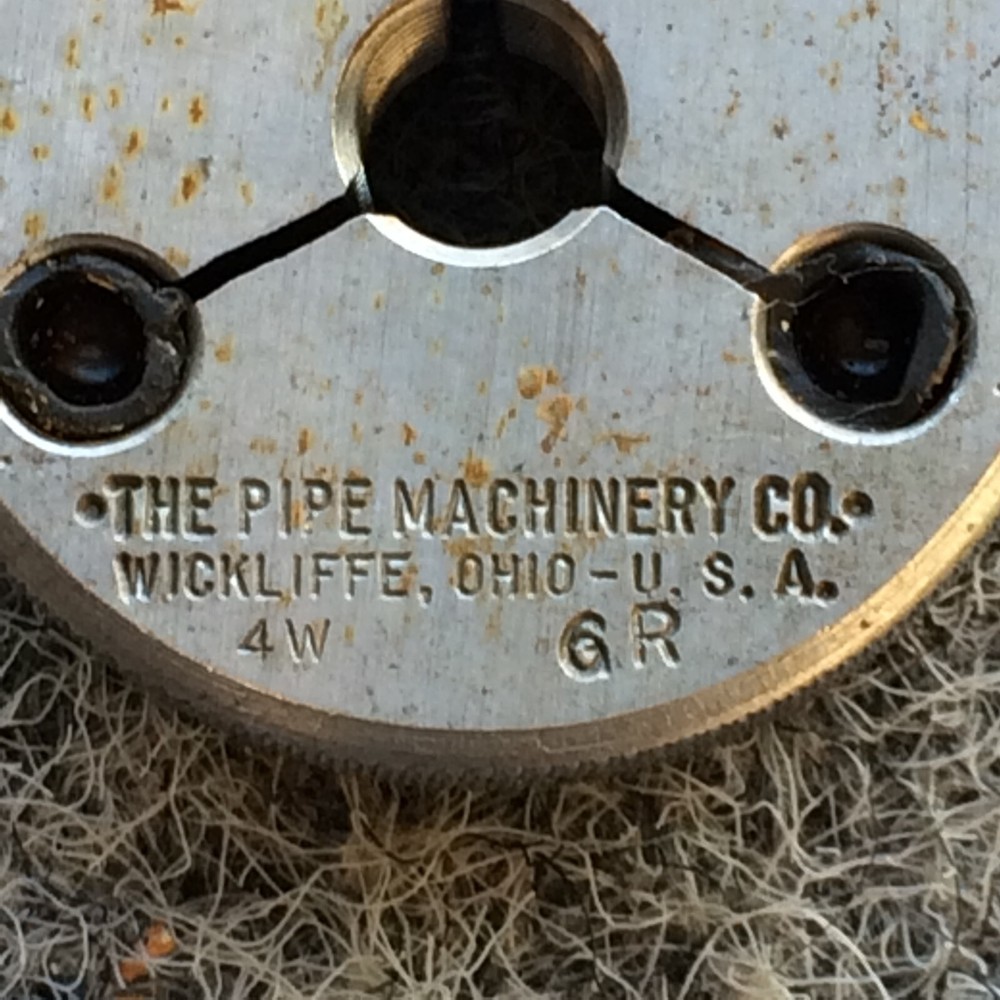 •THE PIPE MACHINERY CO.•
WICKLIFFE, OHIO-U. S. A.
4W 6R